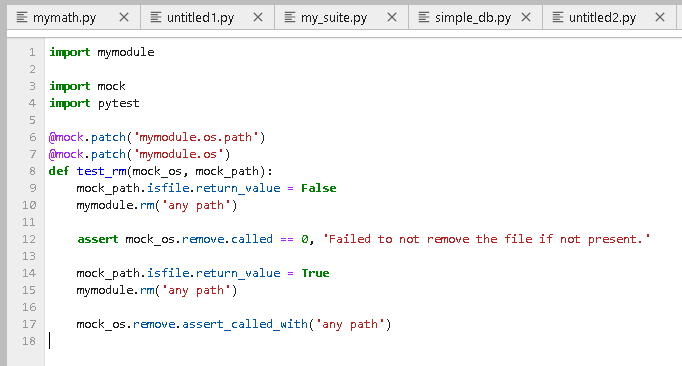 mymath.py untitled1.py my_suite.py simple_db.py untitled2.py
1 import mymodule
2
3 import mock
4 import pytest
5
6 @mock.patch('mymodule.os.path')
7 @mock.patch('mymodule.os')
8 def test_rm(mock_os, mock_path):
9     mock_path.isfile.return_value = False
10     mymodule.rm('any path')
11
12     assert mock_os.remove.called == 0, 'Failed to not remove the file if not present.'
13
14     mock_path.isfile.return_value = True
15     mymodule.rm('any path')
16
17     mock_os.remove.assert_called_with('any path')
18